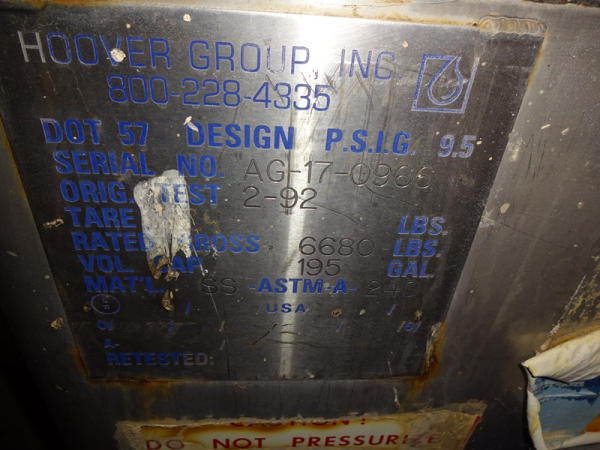 HOOVER GROUP, INC
800-228-4335
DOT 57 DESIGN P.S.I.G. 9.5
SERIAL NO. AG-17-0966
ORIG. TEST 2-92
TARE LBS.
RATED GROSS 6680 LBS.
VOL. CAP 195 GAL.
MAT'L. SS -ASTM-A- 240
USA
A-
RETESTED:
CAUTION!
DO NOT PRESSURIZE